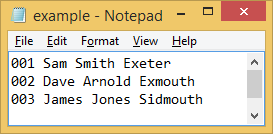 example - Notepad
File Edit Format View Help
001 Sam Smith Exeter
002 Dave Arnold Exmouth
003 James Jones Sidmouth